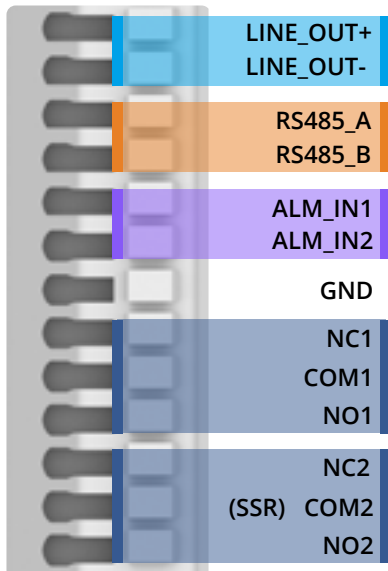 LINE_OUT+
LINE_OUT-
RS485_A
RS485_B
ALM_IN1
ALM_IN2
GND
NC1
COM1
NO1
NC2
(SSR) COM2
NO2